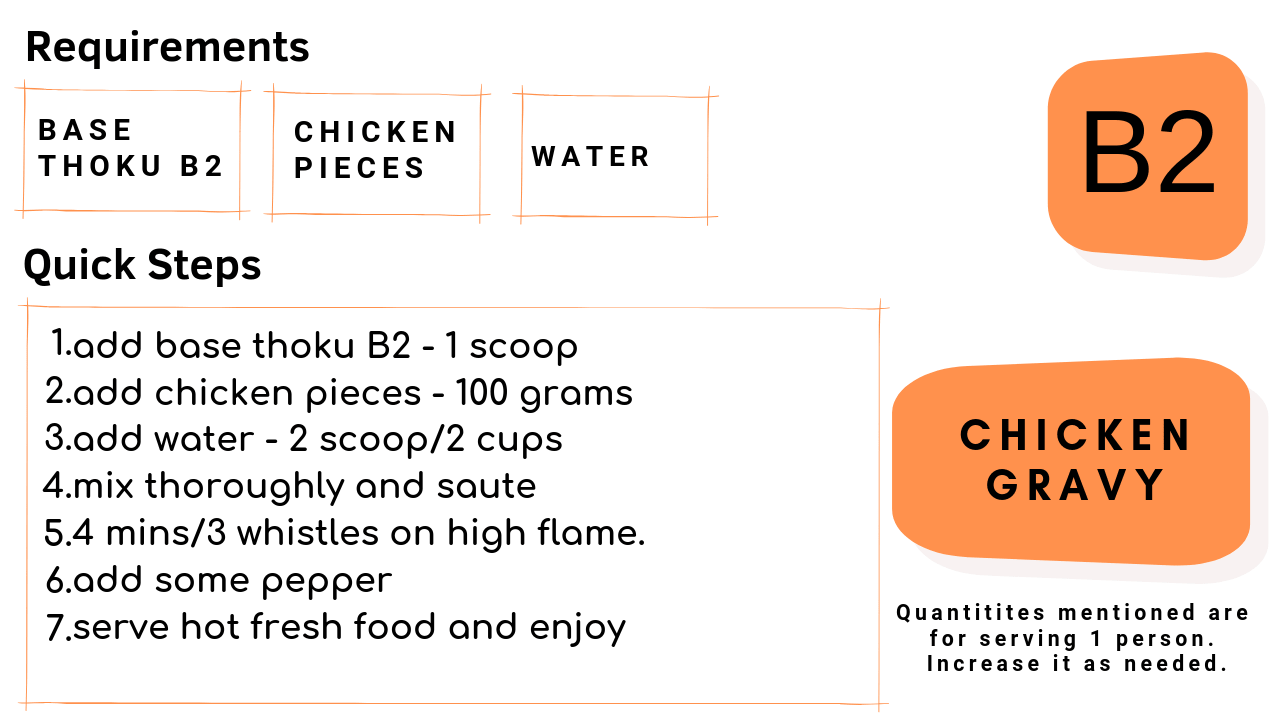 Requirements
BASE
THOKU B2
CHICKEN
PIECES
WATER
B2
Quick Steps
1.add base thoku B2 - 1 scoop
2.add chicken pieces - 100 grams
3.add water - 2 scoop/2 cups
4.mix thoroughly and saute
5.4 mins/3 whistles on high flame.
6.add some pepper
7.serve hot fresh food and enjoy
CHICKEN
GRAVY
Quantitites mentioned are
for serving 1 person.
Increase it as needed.